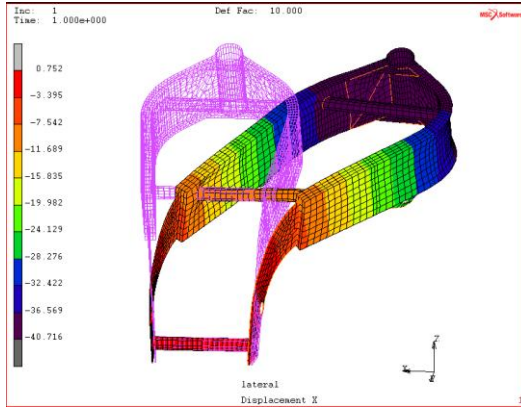 Inc: 1 Def Fac: 10.000
Time: 1.000e+000
MSC Software
0.752
-3.395
-7.542
-11.689
-15.835
-19.982
-24.129
-28.276
-32.422
-36.569
-40.716
Z
lateral
Displacement X
1